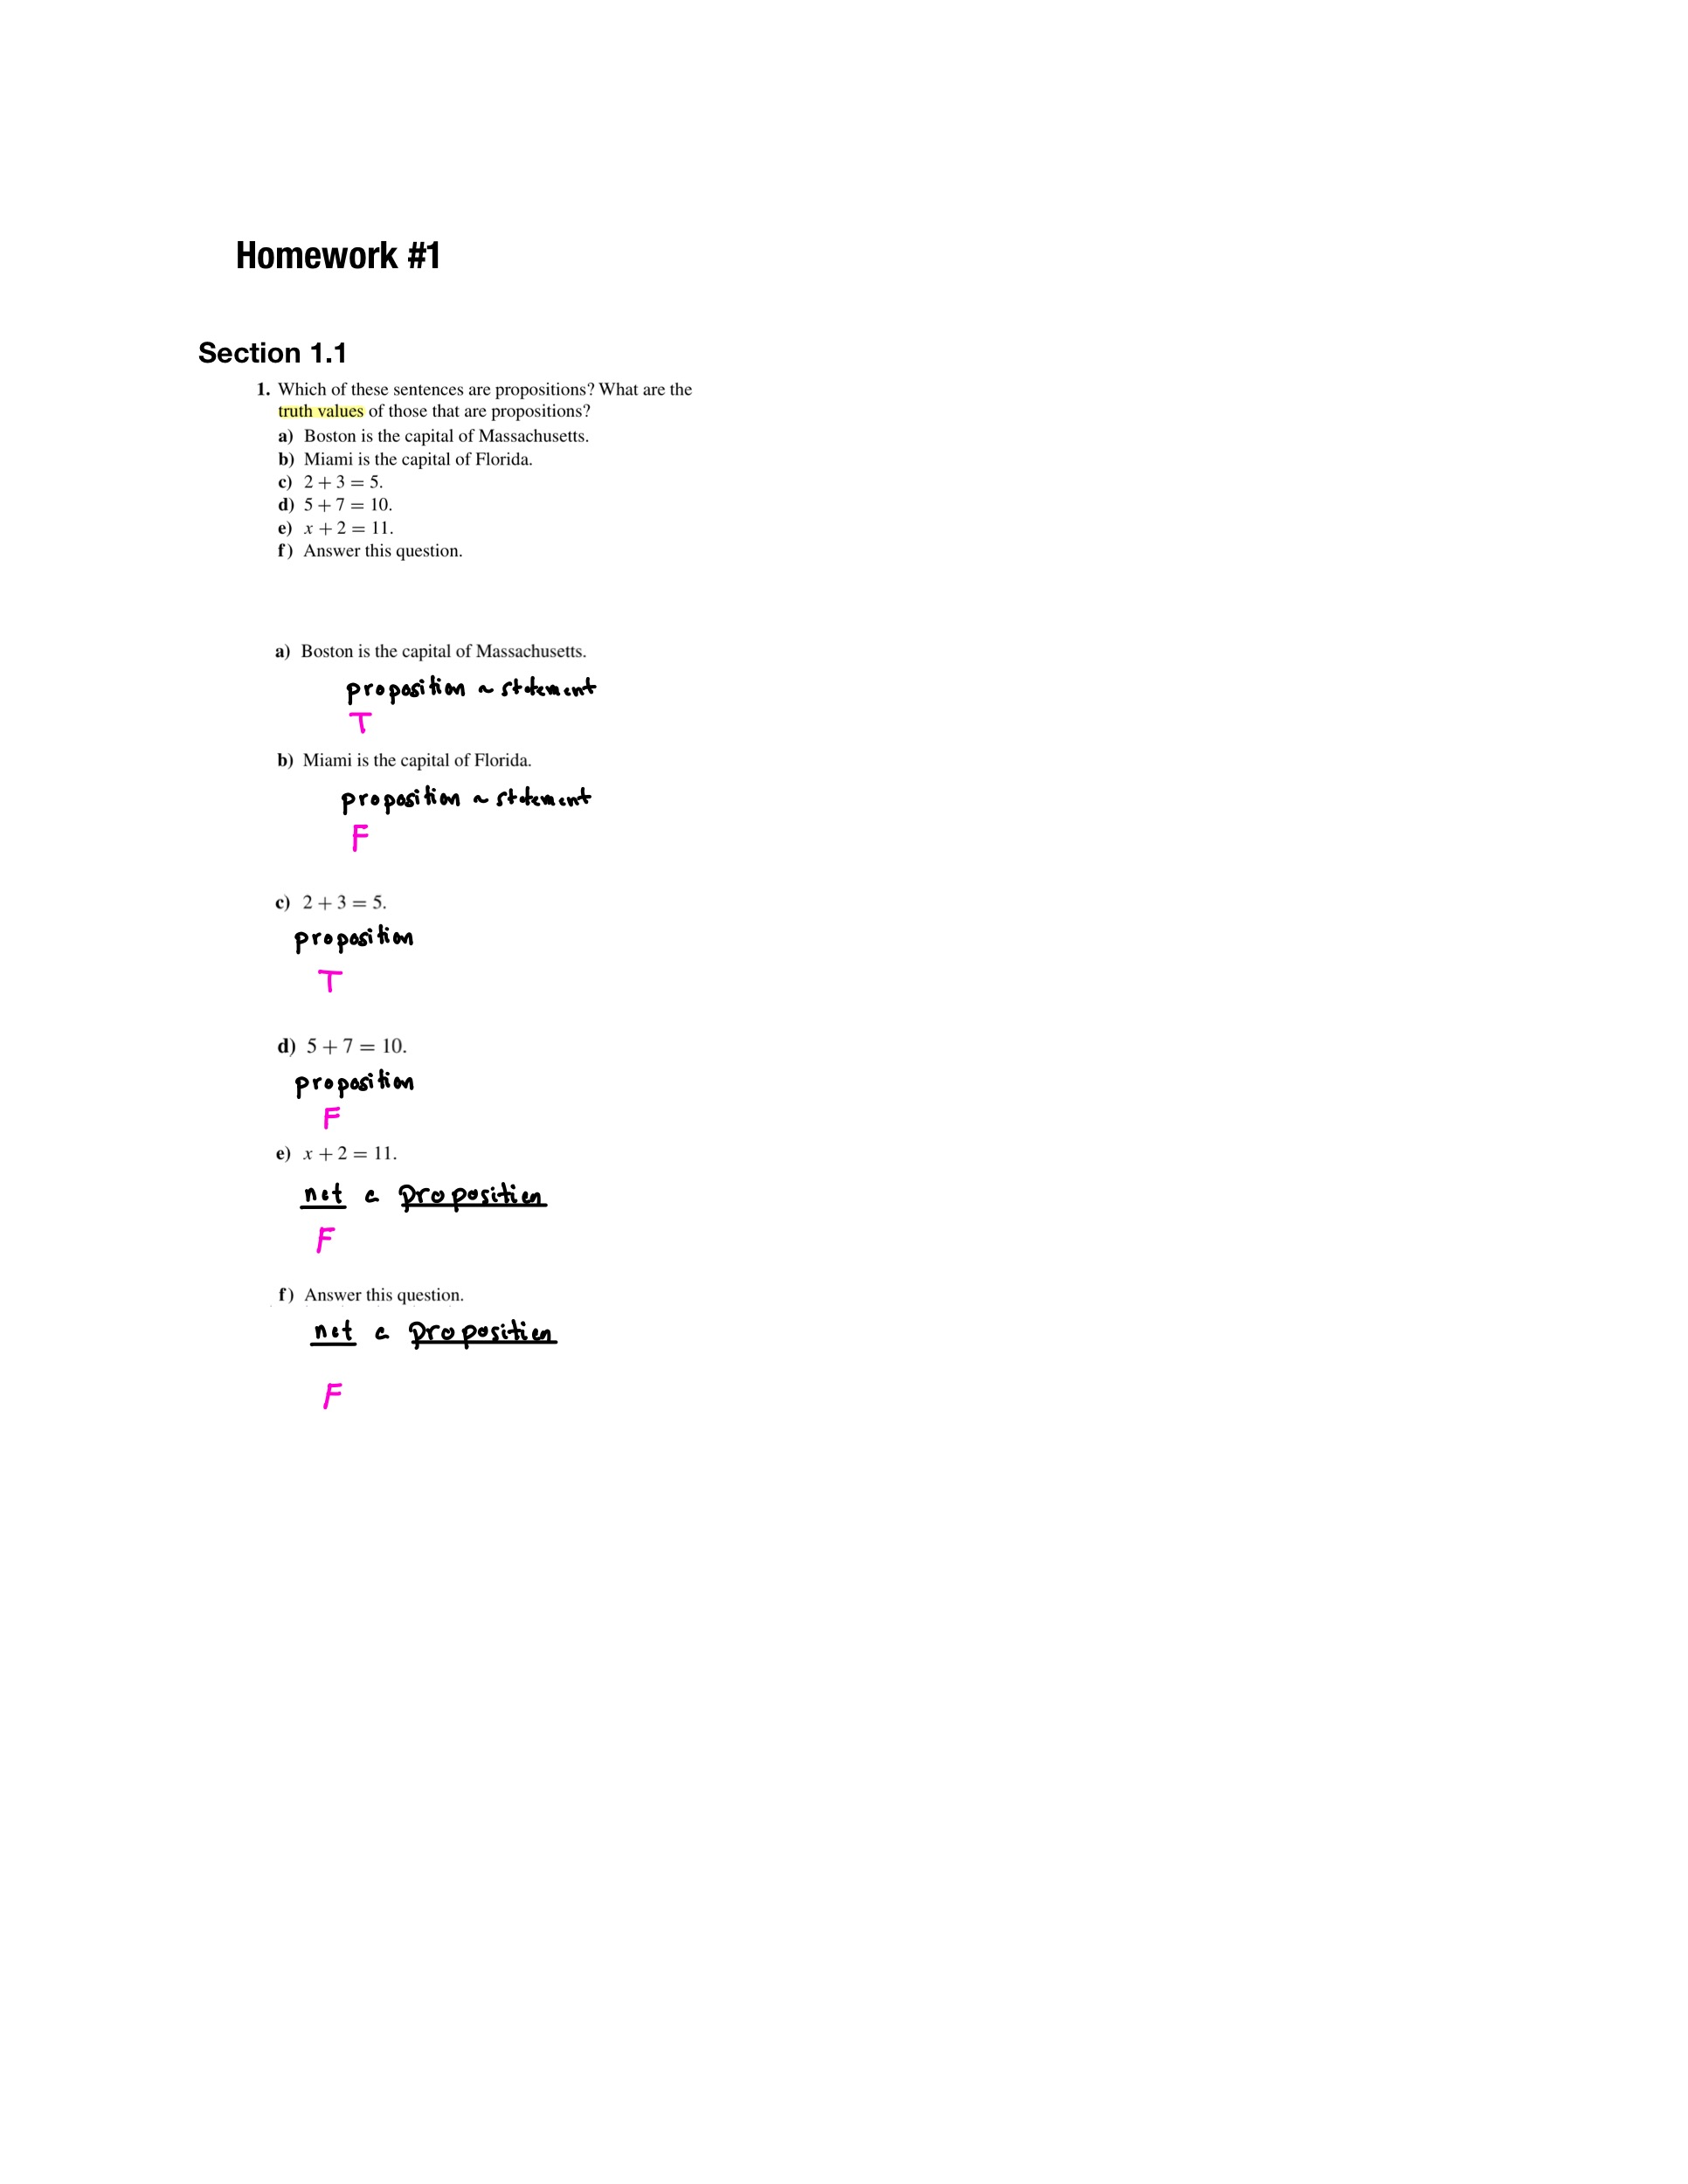 Homework #1
Section 1.1
1. Which of these sentences are propositions? What are the
truth values of those that are propositions?
a) Boston is the capital of Massachusetts.
b) Miami is the capital of Florida.
c) 2 + 3 = 5.
d) 5 + 7 = 10.
e) x + 2 = 11.
f) Answer this question.
a) Boston is the capital of Massachusetts.
proposition ~ statement
T
b) Miami is the capital of Florida.
proposition ~ statement
F
c) 2 + 3 = 5.
proposition
T
d) 5 + 7 = 10.
proposition
F
e) x + 2 = 11.
not a proposition
F
f) Answer this question.
not a proposition
F